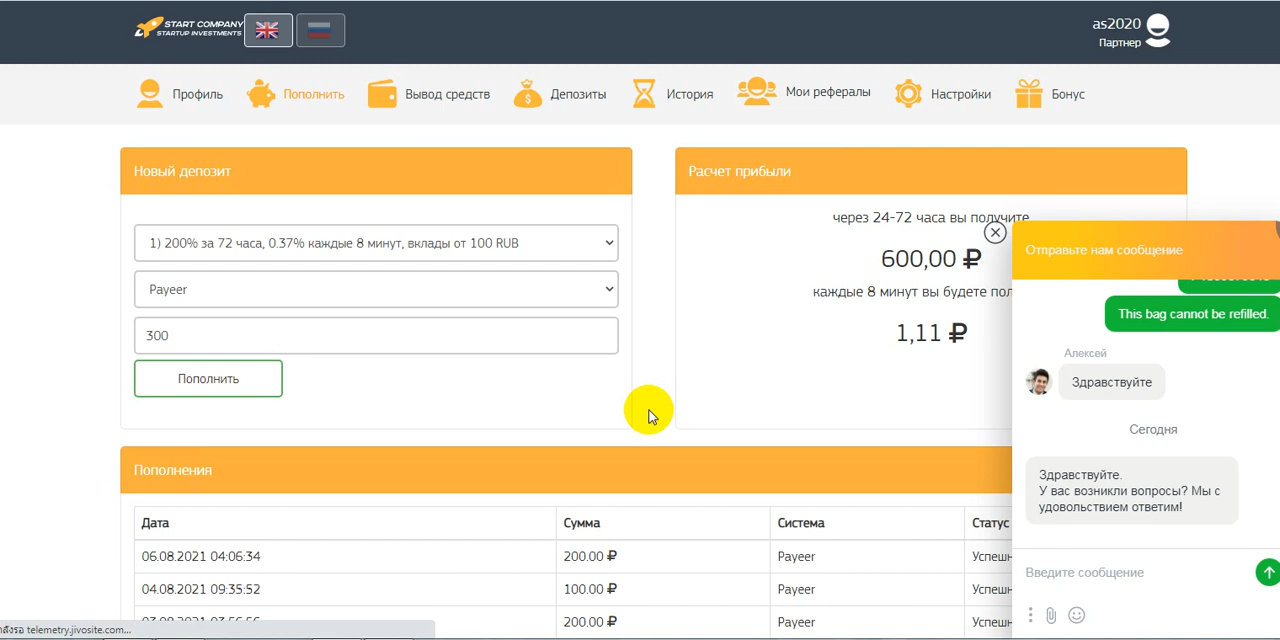 START COMPANY
STARTUP INVESTMENTS
as2020
Партнер
Профиль
Пополнить
Вывод средств
Депозиты
История
Мои рефералы
Настройки
Бонус
Новый депозит
1) 200% за 72 часа, 0.37% каждые 8 минут, вклады от 100 RUB
Payeer
300
Пополнить
Расчет прибыли
через 24-72 часа вы получите
600,00 ₽
каждые 8 минут вы будете пол
1,11 ₽
Отправьте нам сообщение
This bag cannot be refilled.
Алексей
Здравствуйте
Сегодня
Здравствуйте.
У вас возникли вопросы? Мы с
удовольствием ответим!
Введите сообщение
Пополнения
Дата Сумма Система Статус
06.08.2021 04:06:34 200.00 ₽ Payeer Успешн
04.08.2021 09:35:52 100.00 ₽ Payeer Успешн
200.00 ₽ Payeer Успешн
telemetry.jivosite.com...